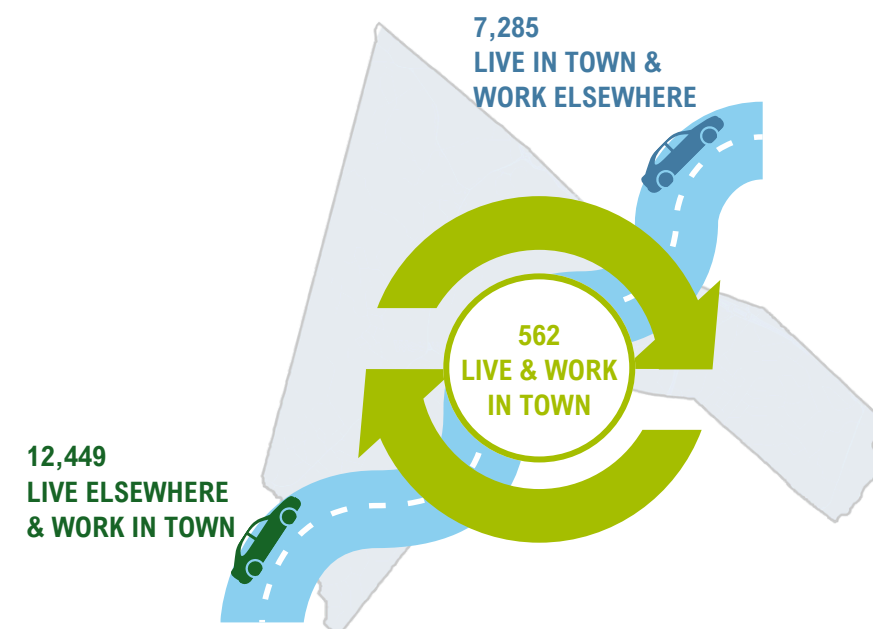 7,285
LIVE IN TOWN &
WORK ELSEWHERE
562
LIVE & WORK
IN TOWN
12,449
LIVE ELSEWHERE
& WORK IN TOWN